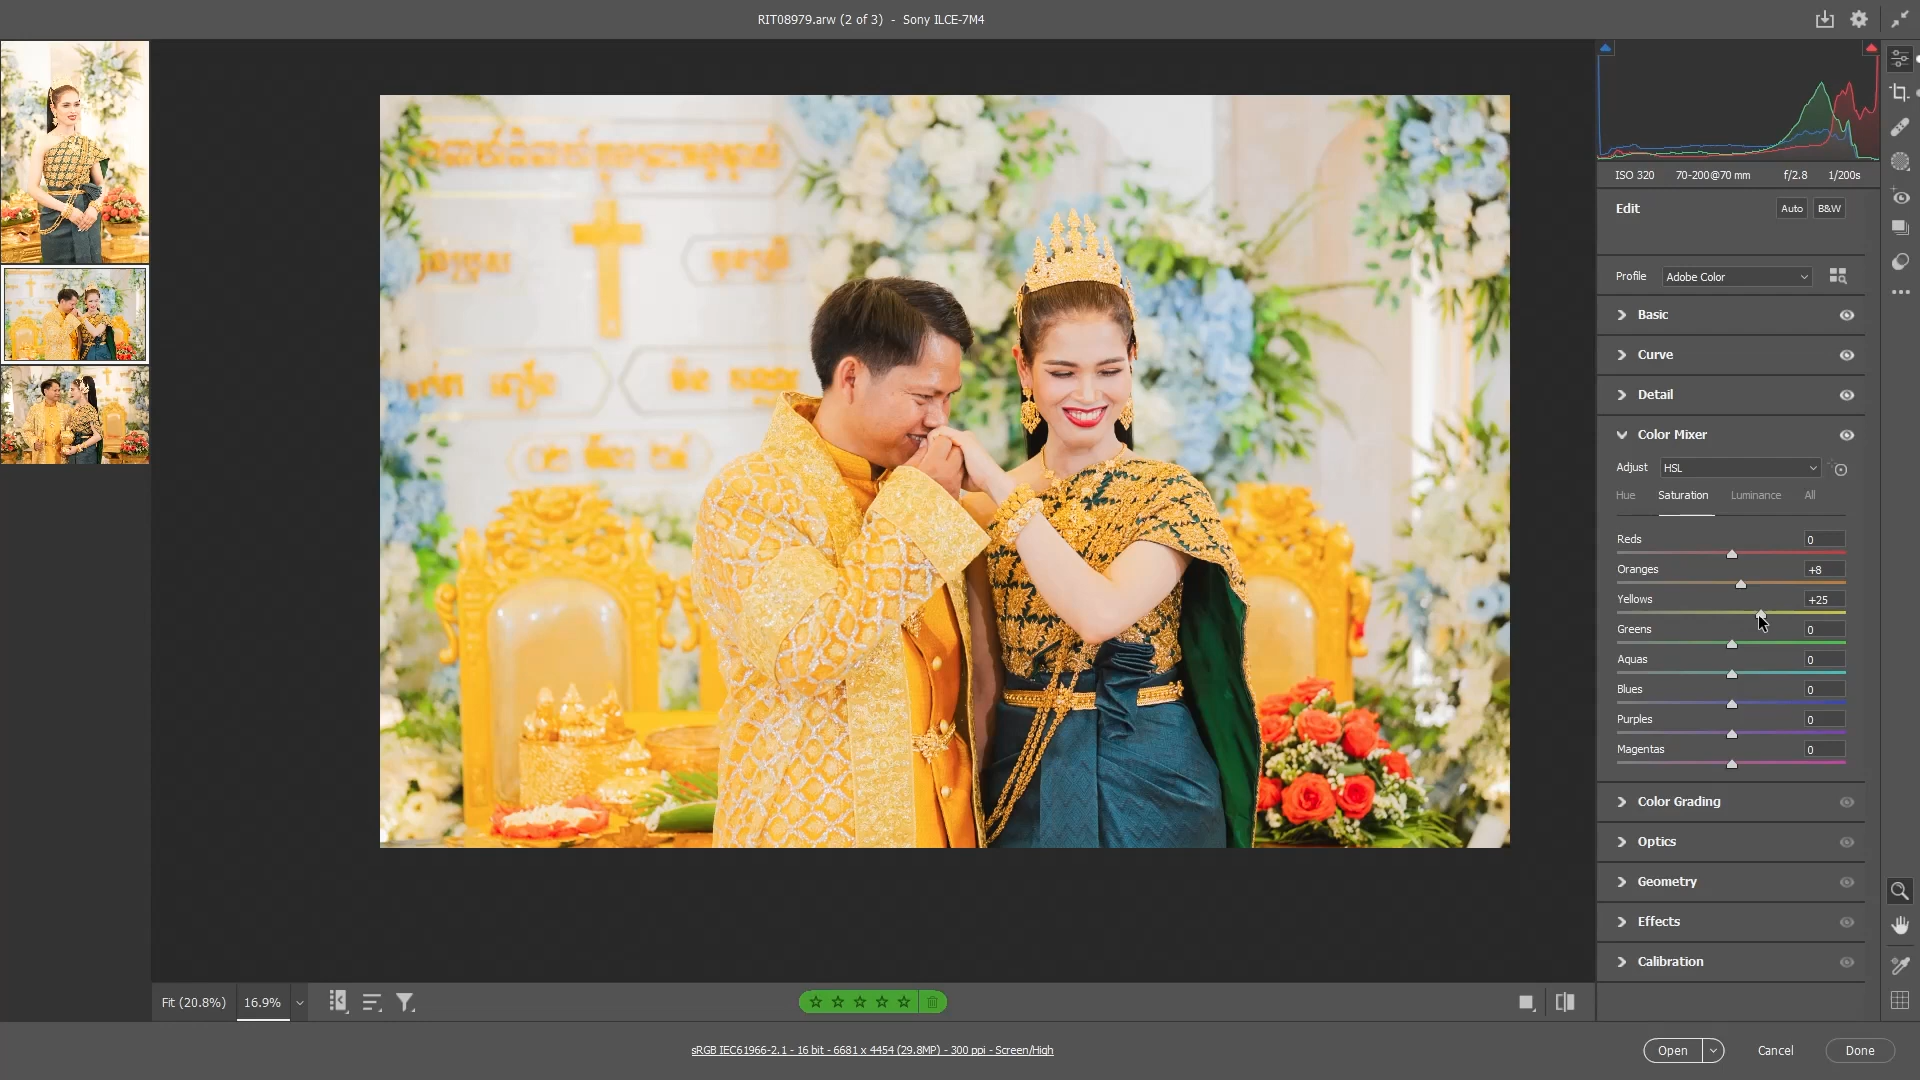 RIT08979.arw (2 of 3) - Sony ILCE-7M4
ISO 320 70-200@70 mm f/2.8 1/200s
Edit Auto B&W
Profile Adobe Color
Basic
Curve
Detail
Color Mixer
Adjust HSL
Hue Saturation Luminance All
Reds 0
Oranges +8
Yellows +25
Greens 0
Aquas 0
Blues 0
Purples 0
Magentas 0
Color Grading
Optics
Geometry
Effects
Calibration
Fit (20.8%) 16.9%
sRGB IEC61966-2.1 - 16 bit - 6681 x 4454 (29.8MP) - 300 ppi - Screen/High
Open Cancel Done